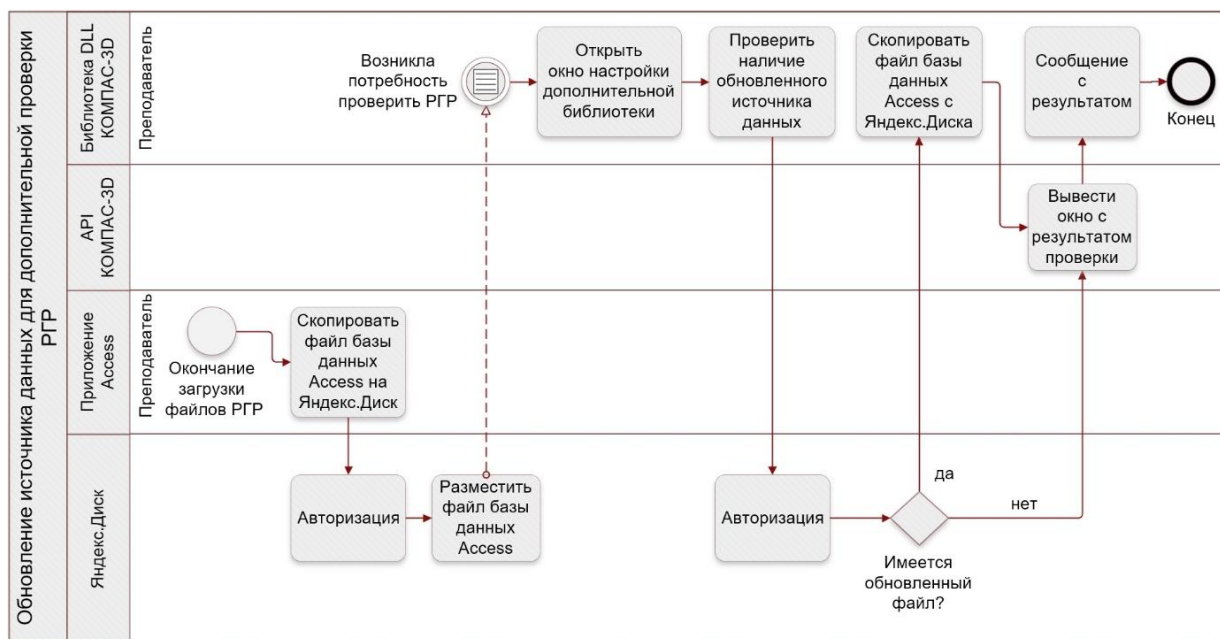 Обновление источника данных для дополнительной проверки
РГР
Библиотека DLL
КОМПАС-3D
Преподаватель
Возникла
потребность
проверить РГР
Открыть
окно настройки
дополнительной
библиотеки
Проверить
наличие
обновленного
источника
данных
Скопировать
файл базы
данных
Access с
Яндекс.Диска
Сообщение
с
результатом
Конец
API
КОМПАС-3D
Вывести
окно с
результатом
проверки
Приложение
Access
Преподаватель
Окончание
загрузки
файлов РГР
Скопировать
файл базы
данных
Access на
Яндекс.Диск
Яндекс.Диск
Авторизация
Разместить
файл базы
данных
Access
Авторизация
да
нет
Имеется
обновленный
файл?